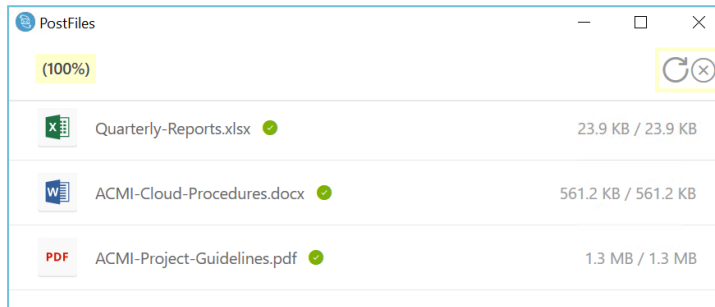 PostFiles
(100%)
Quarterly-Reports.xlsx 23.9 KB / 23.9 KB
ACMI-Cloud-Procedures.docx 561.2 KB / 561.2 KB
PDF ACMI-Project-Guidelines.pdf 1.3 MB / 1.3 MB